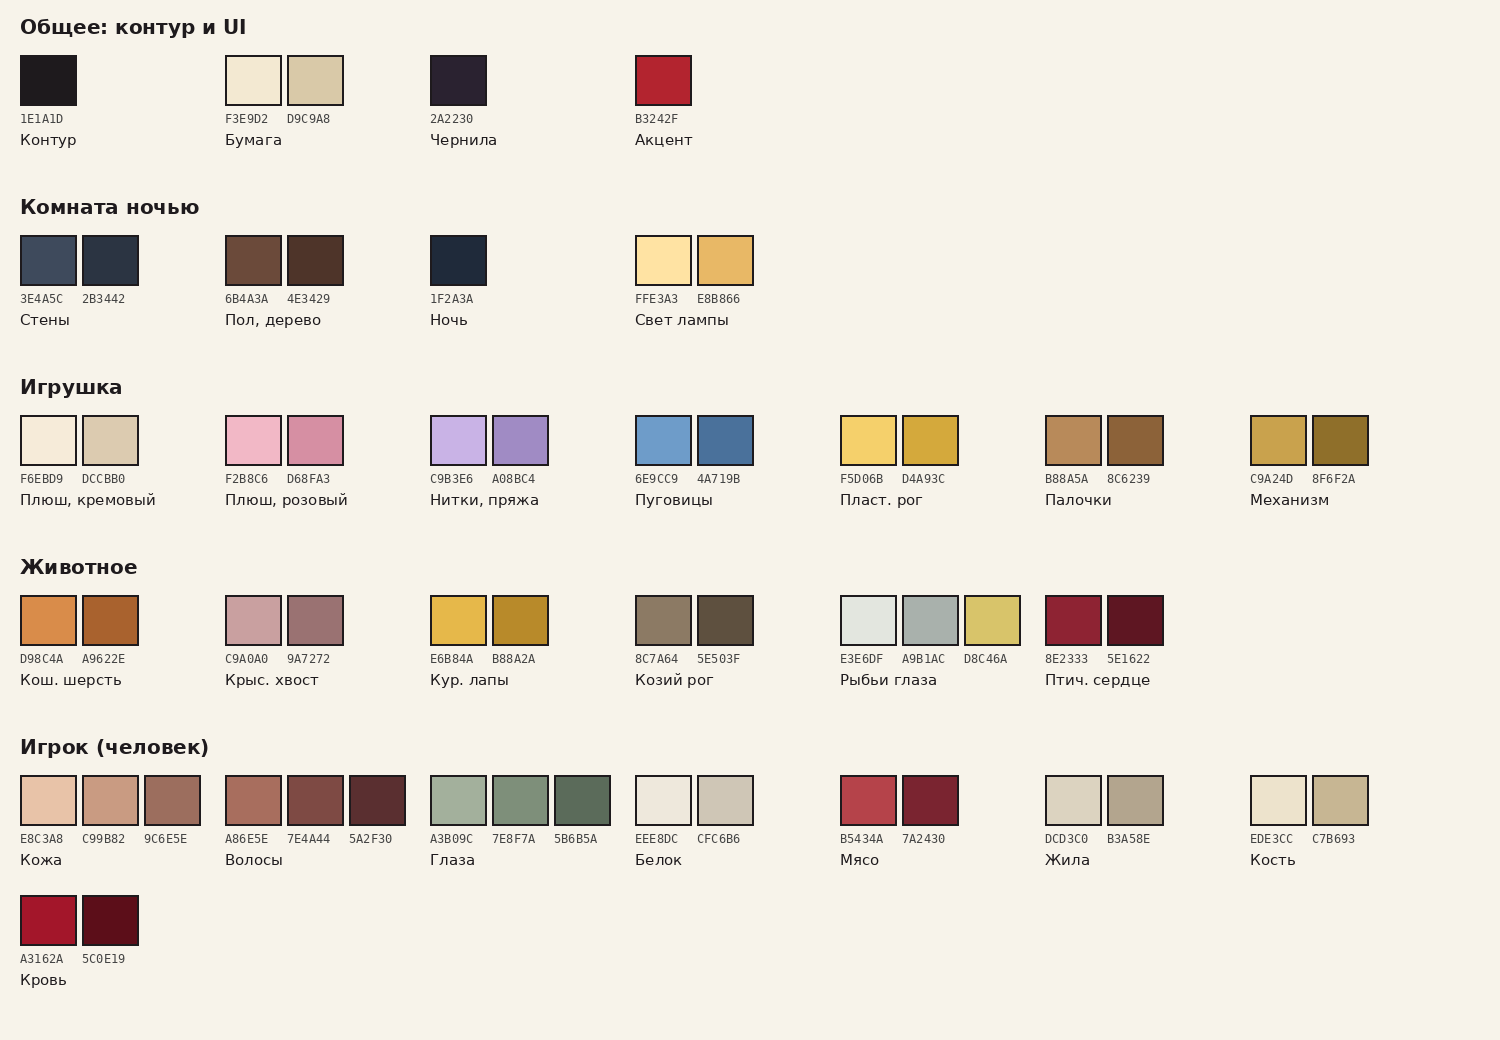 Общее: контур и UI
1E1A1D F3E9D2 D9C9A8 2A2230 B3242F
Контур Бумага Чернила Акцент
Комната ночью
3E4A5C 2B3442 6B4A3A 4E3429 1F2A3A FFE3A3 E8B866
Стены Пол, дерево Ночь Свет лампы
Игрушка
F6EBD9 DCCBB0 F2B8C6 D68FA3 C9B3E6 A08BC4 6E9CC9 4A719B F5D06B D4A93C B88A5A 8C6239 C9A24D 8F6F2A
Плюш, кремовый Плюш, розовый Нитки, пряжа Пуговицы Пласт. рог Палочки Механизм
Животное
D98C4A A9622E C9A0A0 9A7272 E6B84A B88A2A 8C7A64 5E503F E3E6DF A9B1AC D8C46A 8E2333 5E1622
Кош. шерсть Крыс. хвост Кур. лапы Козий рог Рыбьи глаза Птич. сердце
Игрок (человек)
E8C3A8 C99B82 9C6E5E A86E5E 7E4A44 5A2F30 A3B09C 7E8F7A 5B6B5A EEE8DC CFC6B6 B5434A 7A2430 DCD3C0 B3A58E EDE3CC C7B693
Кожа Волосы Глаза Белок Мясо Жила Кость
A3162A 5C0E19
Кровь